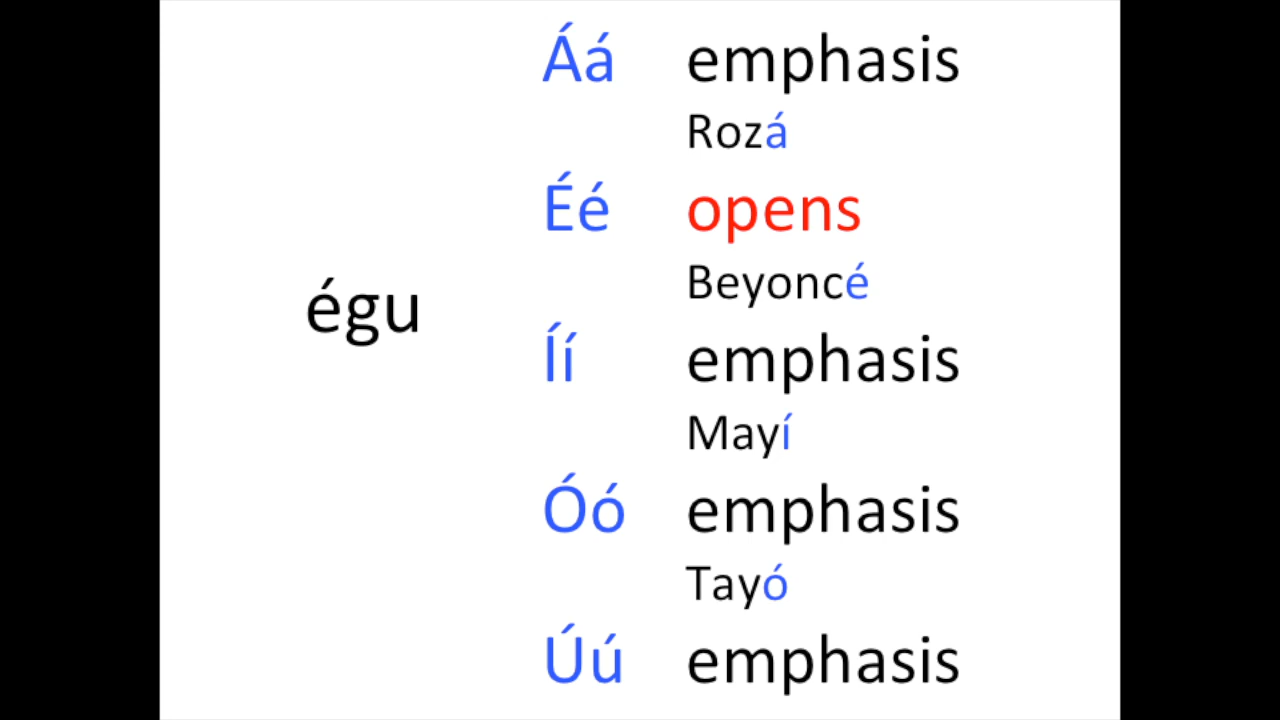 Áá emphasis
Rozá
Éé opens
Beyoncé
égu
Íí emphasis
Mayí
Óó emphasis
Tayó
Úú emphasis